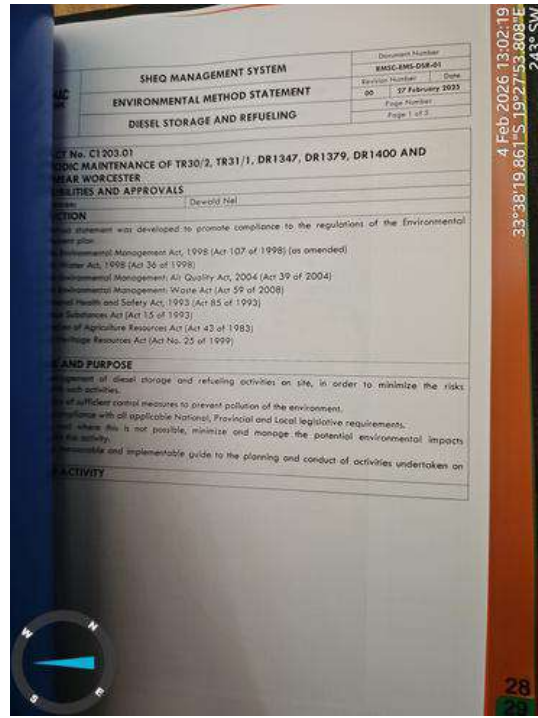 SHEQ MANAGEMENT SYSTEM
ENVIRONMENTAL METHOD STATEMENT
DIESEL STORAGE AND REFUELING
Document Number
RMSC-EMS-DSR-01
Revision Number Date
00 27 February 2025
Page Number
Page 1 of 5
No. C1203.01
ODIC MAINTENANCE OF TR30/2, TR31/1, DR1347, DR1379, DR1400 AND
NEAR WORCESTER
BILITIES AND APPROVALS
Dewald Nel
CTION
statement was developed to promote compliance to the regulations of the Environmental
plan
Environmental Management Act, 1998 (Act 107 of 1998) (as amended)
Water Act, 1998 (Act 36 of 1998)
Environmental Management: Air Quality Act, 2004 (Act 39 of 2004)
Environmental Management: Waste Act (Act 59 of 2008)
Health and Safety Act, 1993 (Act 85 of 1993)
Substances Act (Act 15 of 1993)
of Agriculture Resources Act (Act 43 of 1983)
Heritage Resources Act (Act No. 25 of 1999)
AND PURPOSE
of diesel storage and refueling activities on site, in order to minimize the risks
such activities.
of sufficient control measures to prevent pollution of the environment.
compliance with all applicable National, Provincial and Local legislative requirements.
and where this is not possible, minimize and manage the potential environmental impacts
this activity.
reasonable and implementable guide to the planning and conduct of activities undertaken on
ACTIVITY
4 Feb 2026 13:02:19
33°38'19.861"S 19°27'53.808"E
243° SW
N
W
S
E
28
29